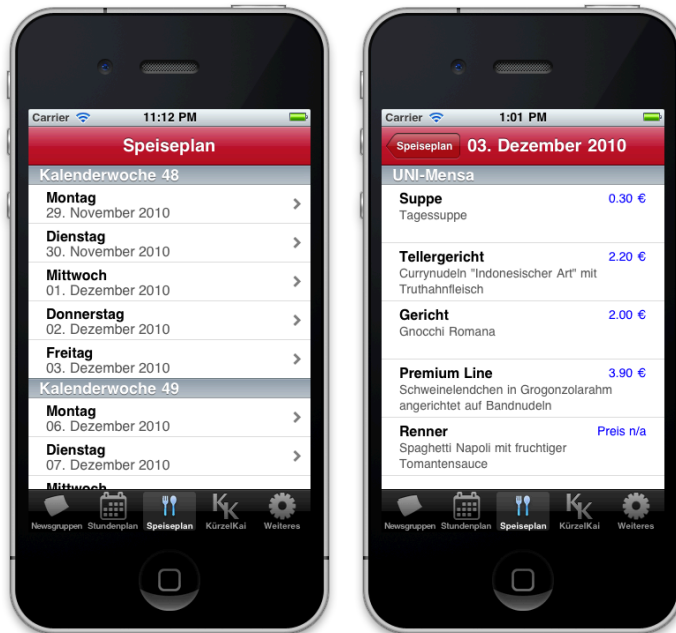 Carrier 11:12 PM
Speiseplan
Kalenderwoche 48
Montag
29. November 2010
Dienstag
30. November 2010
Mittwoch
01. Dezember 2010
Donnerstag
02. Dezember 2010
Freitag
03. Dezember 2010
Kalenderwoche 49
Montag
06. Dezember 2010
Dienstag
07. Dezember 2010
Mittwoch
Newsgruppen Stundenplan Speiseplan KürzelKai Weiteres
Carrier 1:01 PM
Speiseplan 03. Dezember 2010
UNI-Mensa
Suppe 0.30 €
Tagessuppe
Tellergericht 2.20 €
Currynudeln "Indonesischer Art" mit
Truthahnfleisch
Gericht 2.00 €
Gnocchi Romana
Premium Line 3.90 €
Schweinelendchen in Grogonzolarahm
angerichtet auf Bandnudeln
Renner Preis n/a
Spaghetti Napoli mit fruchtiger
Tomantensauce
Newsgruppen Stundenplan Speiseplan KürzelKai Weiteres